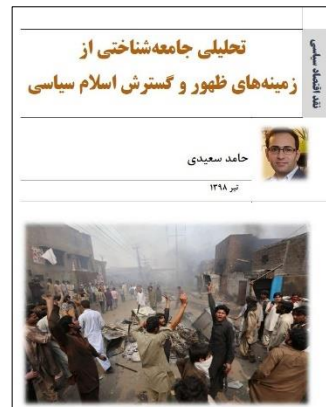 تحلیلی جامعه‌شناختی از
زمینه‌های ظهور و گسترش اسلام سیاسی
نقد اقتصاد سیاسی
حامد سعیدی
تیر ۱۳۹۸